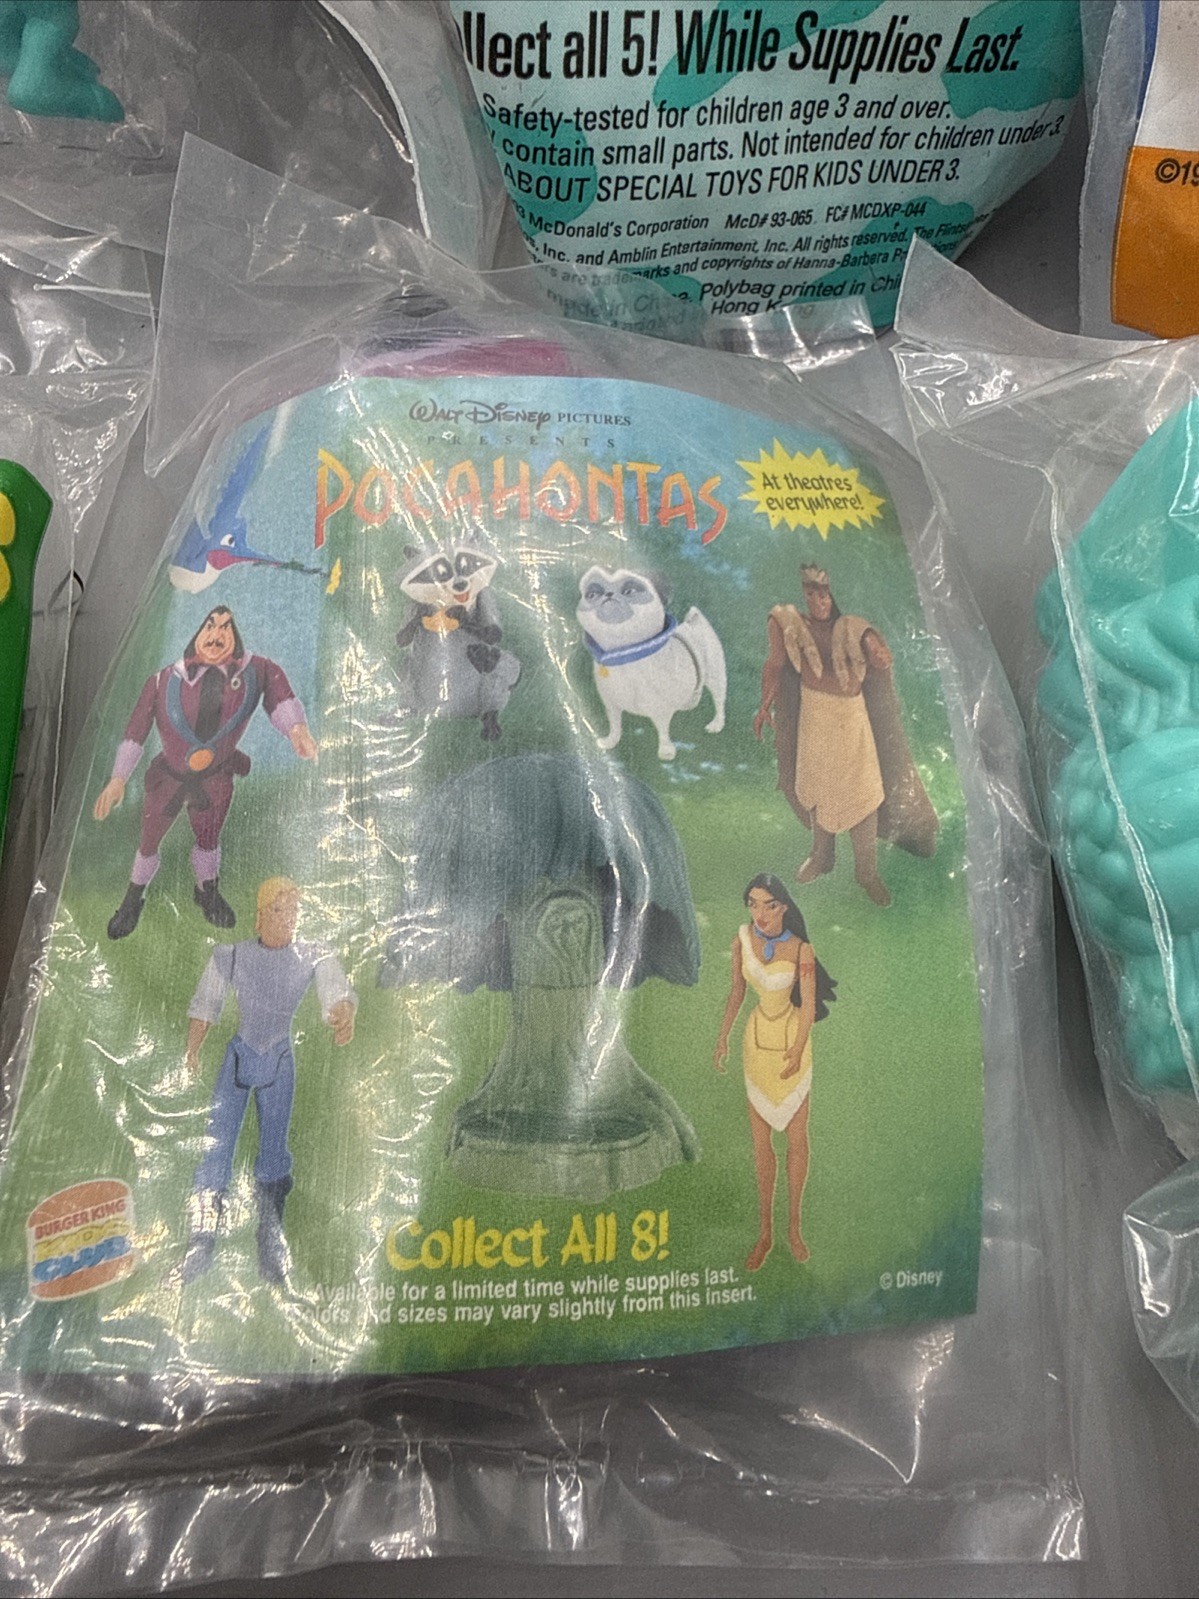 llect all 5! While Supplies Last.
Safety-tested for children age 3 and over.
contain small parts. Not intended for children under 3.
ABOUT SPECIAL TOYS FOR KIDS UNDER 3.
McDonald's Corporation McD# 93-065 FC# MCDXP-044
Inc. and Amblin Entertainment, Inc. All rights reserved. The
are trademarks and copyrights of Hanna-Barbera
Polybag printed in
Hong
©19
WALT DISNEY PICTURES
PRESENTS
POCAHONTAS
At theatres
everywhere!
BURGER KING
CLUB
Collect All 8!
Available for a limited time while supplies last.
and sizes may vary slightly from this insert.
© Disney